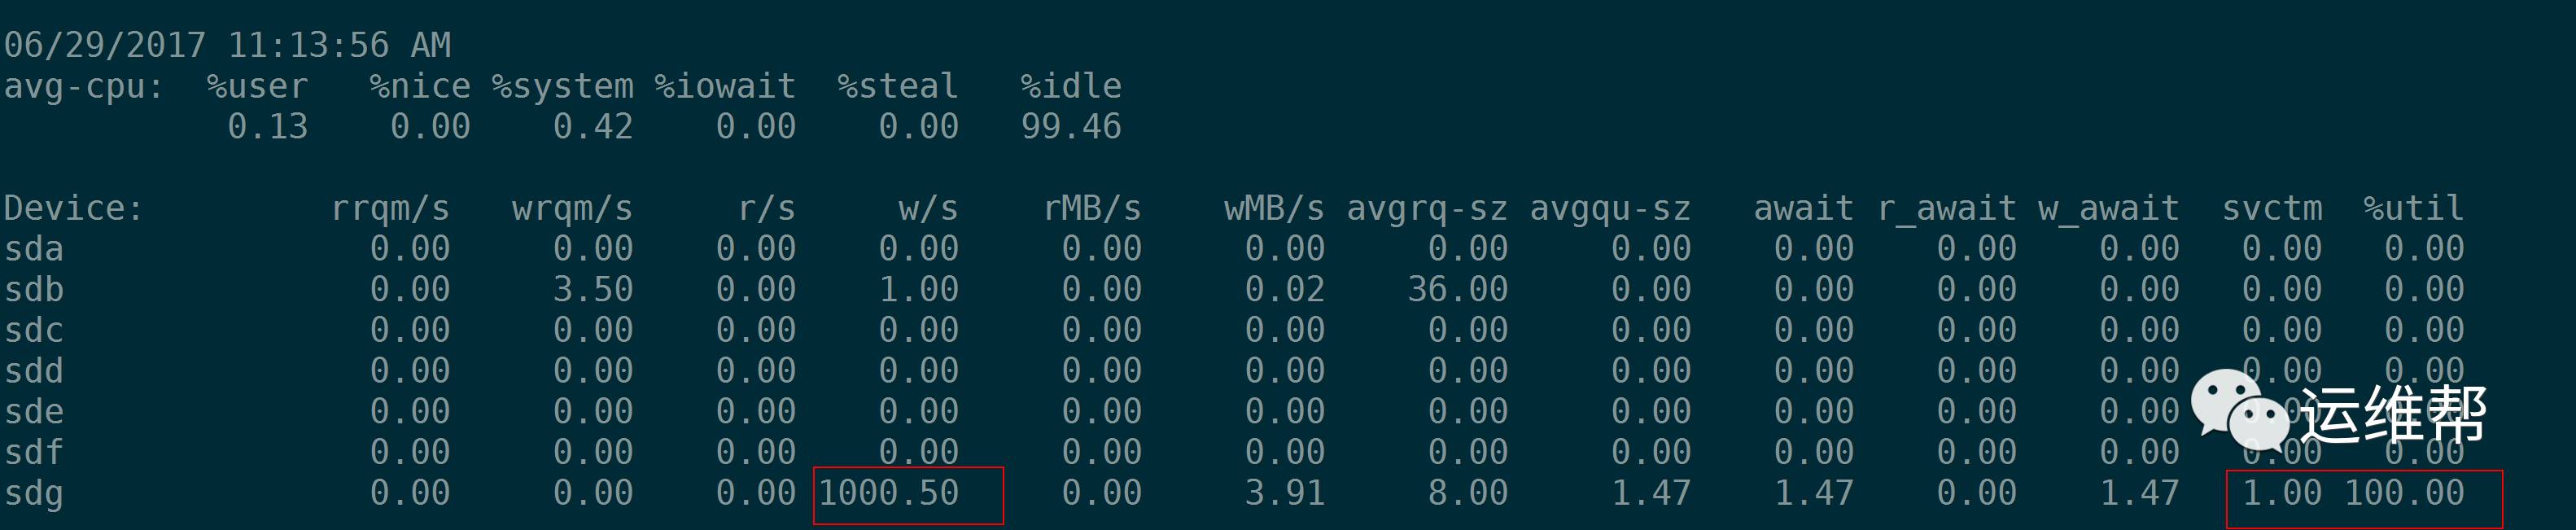 06/29/2017 11:13:56 AM
avg-cpu:  %user   %nice %system %iowait  %steal   %idle
           0.13    0.00    0.42    0.00    0.00   99.46
Device:         rrqm/s   wrqm/s     r/s     w/s    rMB/s    wMB/s avgrq-sz avgqu-sz   await r_await w_await  svctm  %util
sda               0.00     0.00    0.00    0.00     0.00     0.00     0.00     0.00    0.00    0.00    0.00   0.00   0.00
sdb               0.00     3.50    0.00    1.00     0.00     0.02    36.00     0.00    0.00    0.00    0.00   0.00   0.00
sdc               0.00     0.00    0.00    0.00     0.00     0.00     0.00     0.00    0.00    0.00    0.00   0.00   0.00
sdd               0.00     0.00    0.00    0.00     0.00     0.00     0.00     0.00    0.00    0.00    0.00   0.00   0.00
sde               0.00     0.00    0.00    0.00     0.00     0.00     0.00     0.00    0.00    0.00    0.00
运维帮
sdf               0.00     0.00    0.00    0.00     0.00     0.00     0.00     0.00    0.00    0.00    0.00   0.00   0.00
sdg               0.00     0.00    0.00 1000.50     0.00     3.91     8.00     1.47    1.47    0.00    1.47   1.00 100.00